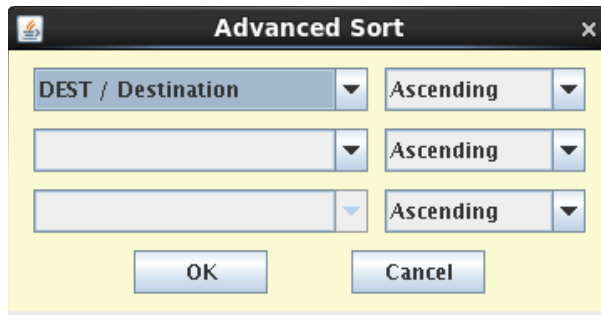 Advanced Sort
DEST / Destination Ascending
Ascending
Ascending
OK Cancel